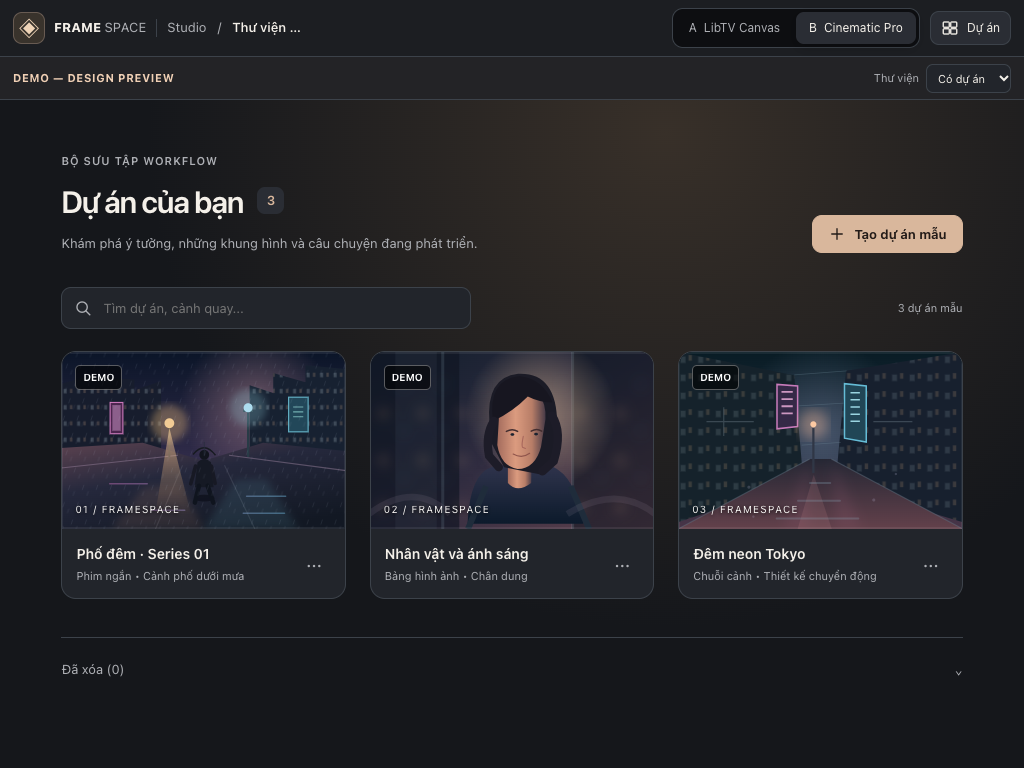 FRAME SPACE Studio / Thư viện ... A LibTV Canvas B Cinematic Pro Dự án
DEMO — DESIGN PREVIEW Thư viện Có dự án
BỘ SƯU TẬP WORKFLOW
Dự án của bạn 3
Khám phá ý tưởng, những khung hình và câu chuyện đang phát triển.
+ Tạo dự án mẫu
Tìm dự án, cảnh quay...
3 dự án mẫu
DEMO
01 / FRAMESPACE
Phố đêm · Series 01
Phim ngắn • Cảnh phố dưới mưa
DEMO
02 / FRAMESPACE
Nhân vật và ánh sáng
Bảng hình ảnh • Chân dung
DEMO
03 / FRAMESPACE
Đêm neon Tokyo
Chuỗi cảnh • Thiết kế chuyển động
Đã xóa (0)